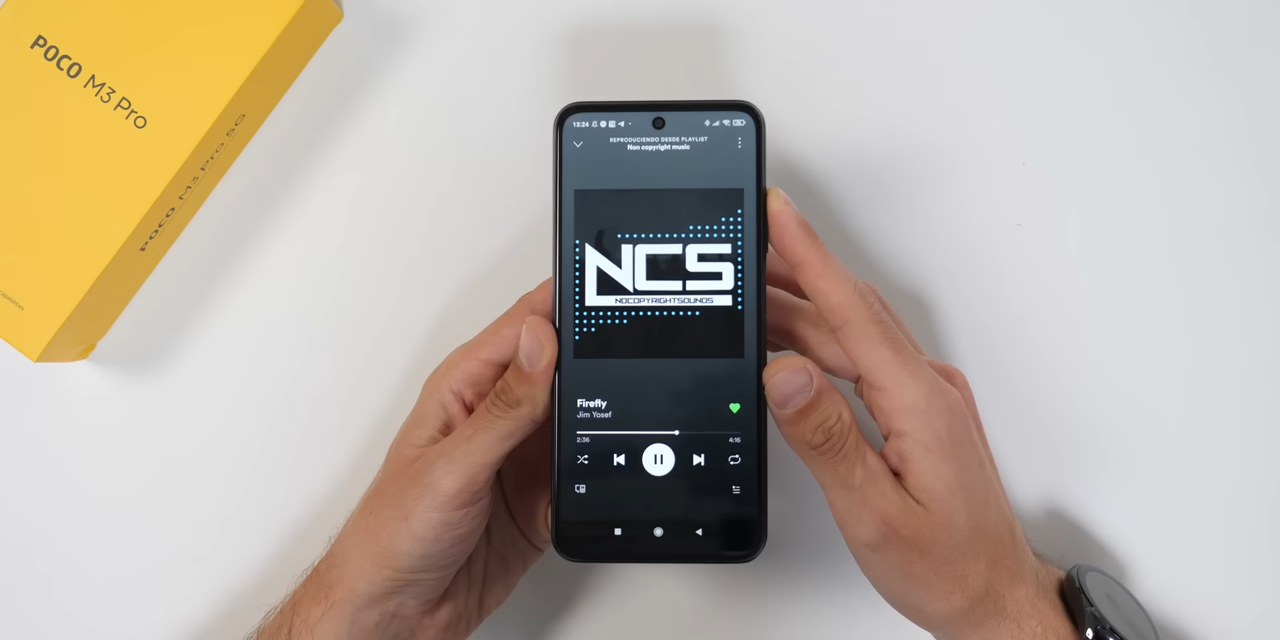 POCO M3 Pro
POCO M3 Pro 5G
13:24
REPRODUCIENDO DESDE PLAYLIST
Non copyright music
NCS
NOCOPYRIGHTSOUNDS
Firefly
Jim Yosef
2:36
4:16